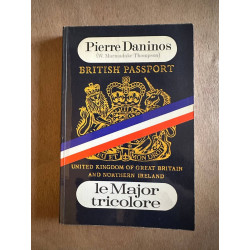 Pierre Daninos
(W. Marmaduke Thompson)
BRITISH PASSPORT
UNITED KINGDOM OF GREAT BRITAIN
AND NORTHERN IRELAND
le Major
tricolore